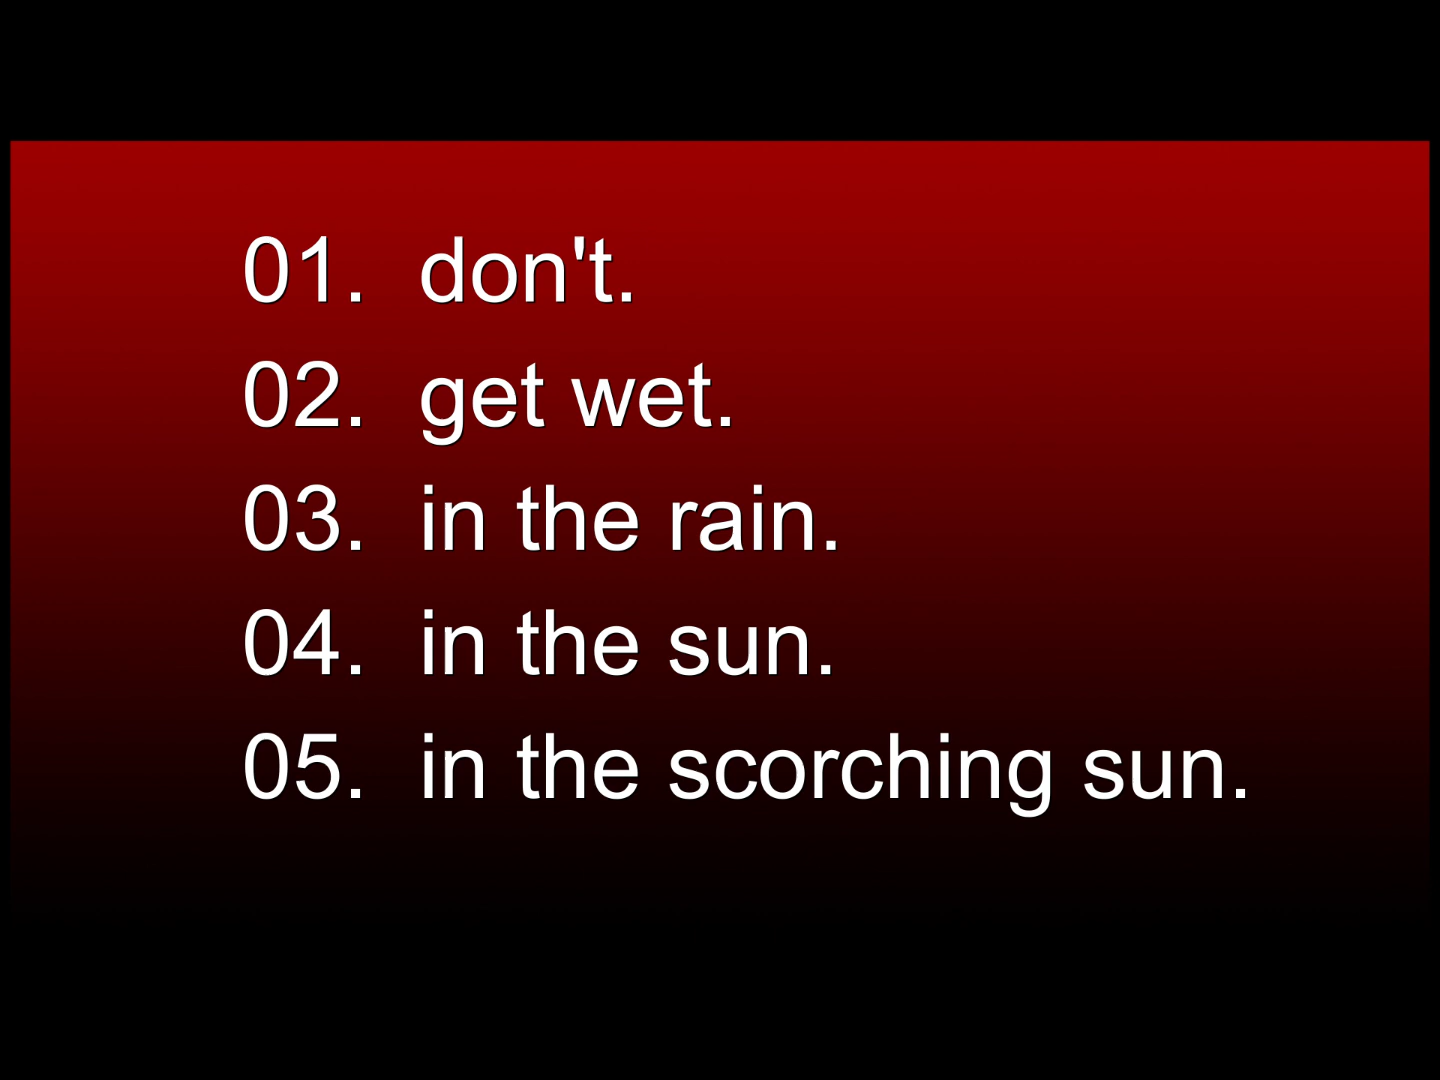 01. don't.
02. get wet.
03. in the rain.
04. in the sun.
05. in the scorching sun.